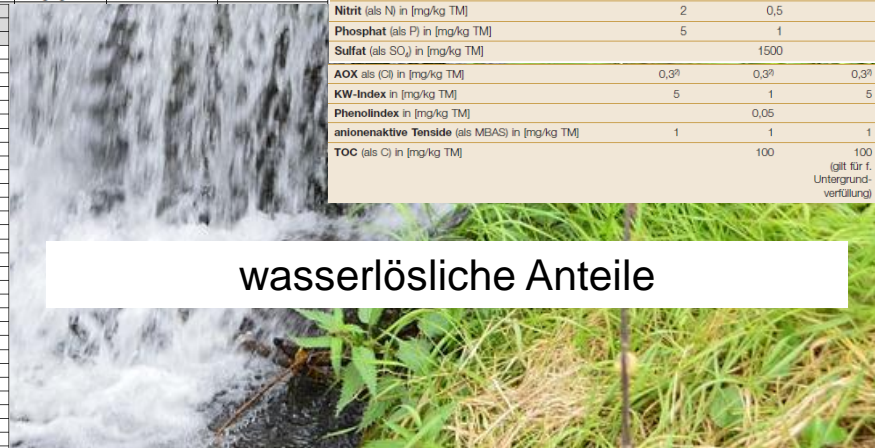 Nitrit (als N) in [mg/kg TM] 2 0,5
Phosphat (als P) in [mg/kg TM] 5 1
Sulfat (als SO₄) in [mg/kg TM] 1500
AOX als (Cl) in [mg/kg TM] 0,3²⁾ 0,3²⁾ 0,3²⁾
KW-Index in [mg/kg TM] 5 1 5
Phenolindex in [mg/kg TM] 0,05
anionenaktive Tenside (als MBAS) in [mg/kg TM] 1 1 1
TOC (als C) in [mg/kg TM] 100 100
(gilt für f.
Untergrund-
verfüllung)
wasserlösliche Anteile